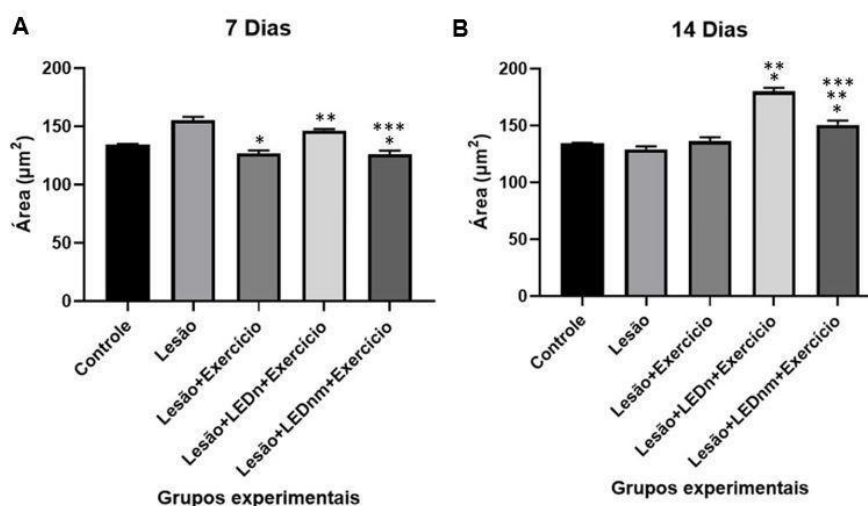 A
7 Dias
Área (µm²)
200
150
100
50
0
*
**
***
*
Controle
Lesão
Lesão+Exercício
Lesão+LEDn+Exercício
Lesão+LEDnm+Exercício
Grupos experimentais
B
14 Dias
Área (µm²)
200
150
100
50
0
**
*
***
**
*
Controle
Lesão
Lesão+Exercício
Lesão+LEDn+Exercício
Lesão+LEDnm+Exercício
Grupos experimentais